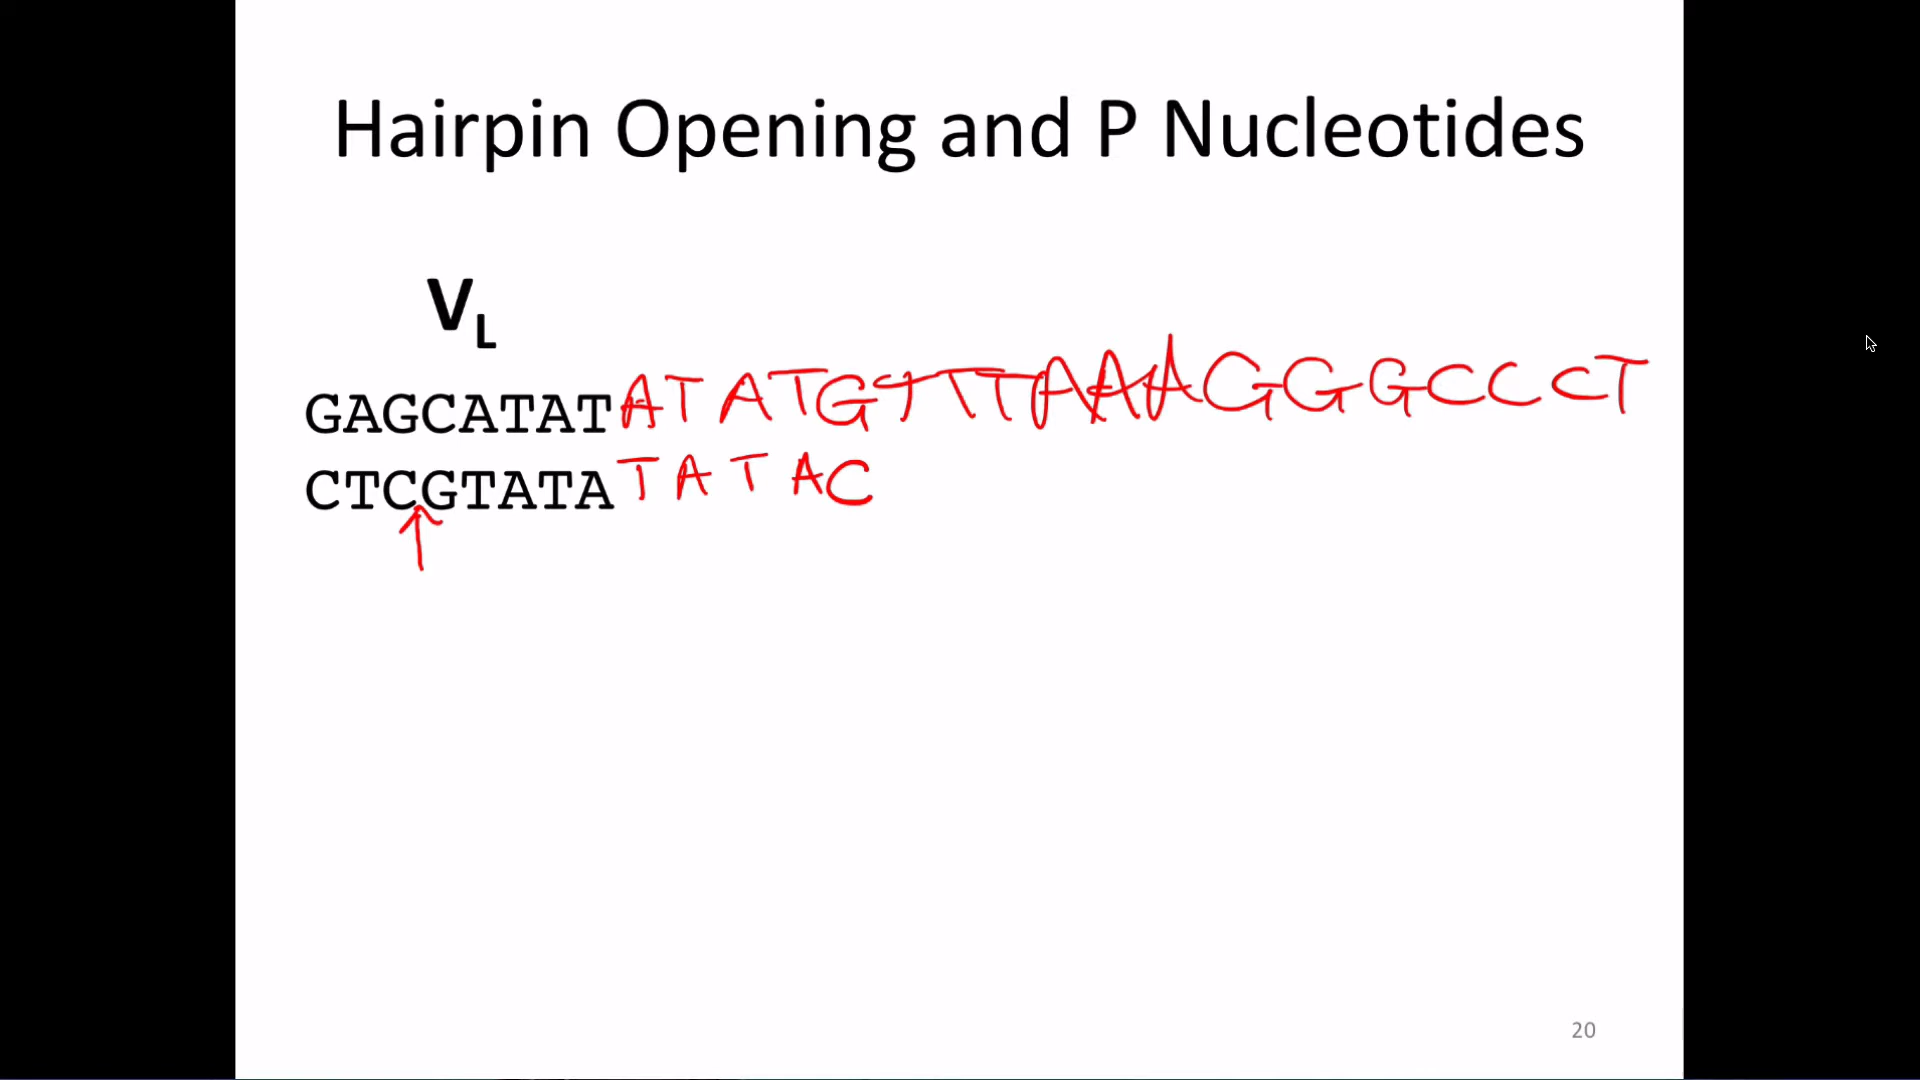 Hairpin Opening and P Nucleotides
VL
GAGCATATATATGTTTAAAGGGCCCT
CTCGTATATATAC
20